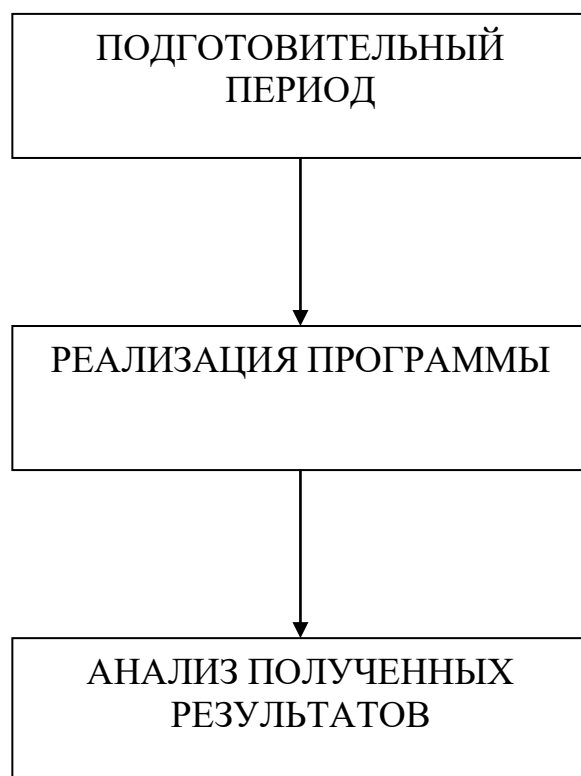 ПОДГОТОВИТЕЛЬНЫЙ
ПЕРИОД
РЕАЛИЗАЦИЯ ПРОГРАММЫ
АНАЛИЗ ПОЛУЧЕННЫХ
РЕЗУЛЬТАТОВ